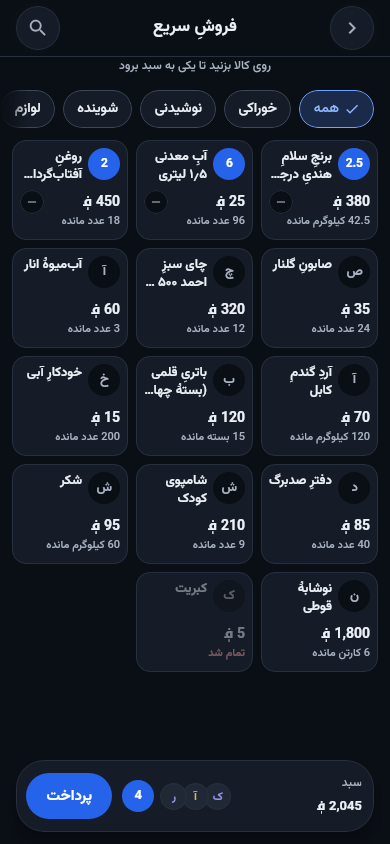 فروشِ سریع
روی کالا بزنید تا یکی به سبد برود
همه
خوراکی
نوشیدنی
شوینده
لوازم
2.5
برنجِ سلامِ
هندیِ درج...
380 ؋
42.5 کیلوگرم مانده
6
آبِ معدنی
۱٫۵ لیتری
25 ؋
96 عدد مانده
2
روغنِ
آفتاب‌گردا...
450 ؋
18 عدد مانده
ص
صابونِ گلنار
35 ؋
24 عدد مانده
چ
چای سبزِ
احمد ۵۰۰ ...
320 ؋
12 عدد مانده
آ
آب‌میوهٔ انار
60 ؋
3 عدد مانده
آ
آردِ گندمِ
کابل
70 ؋
120 کیلوگرم مانده
ب
باتریِ قلمی
(بستهٔ چها...
120 ؋
15 بسته مانده
خ
خودکارِ آبی
15 ؋
200 عدد مانده
د
دفترِ صدبرگ
85 ؋
40 عدد مانده
ش
شامپوی
کودک
210 ؋
9 عدد مانده
ش
شکر
95 ؋
60 کیلوگرم مانده
ن
نوشابهٔ
قوطی
1,800 ؋
6 کارتن مانده
ک
کبریت
5 ؋
تمام شد
سبد
2,045 ؋
ک
آ
ر
4
پرداخت